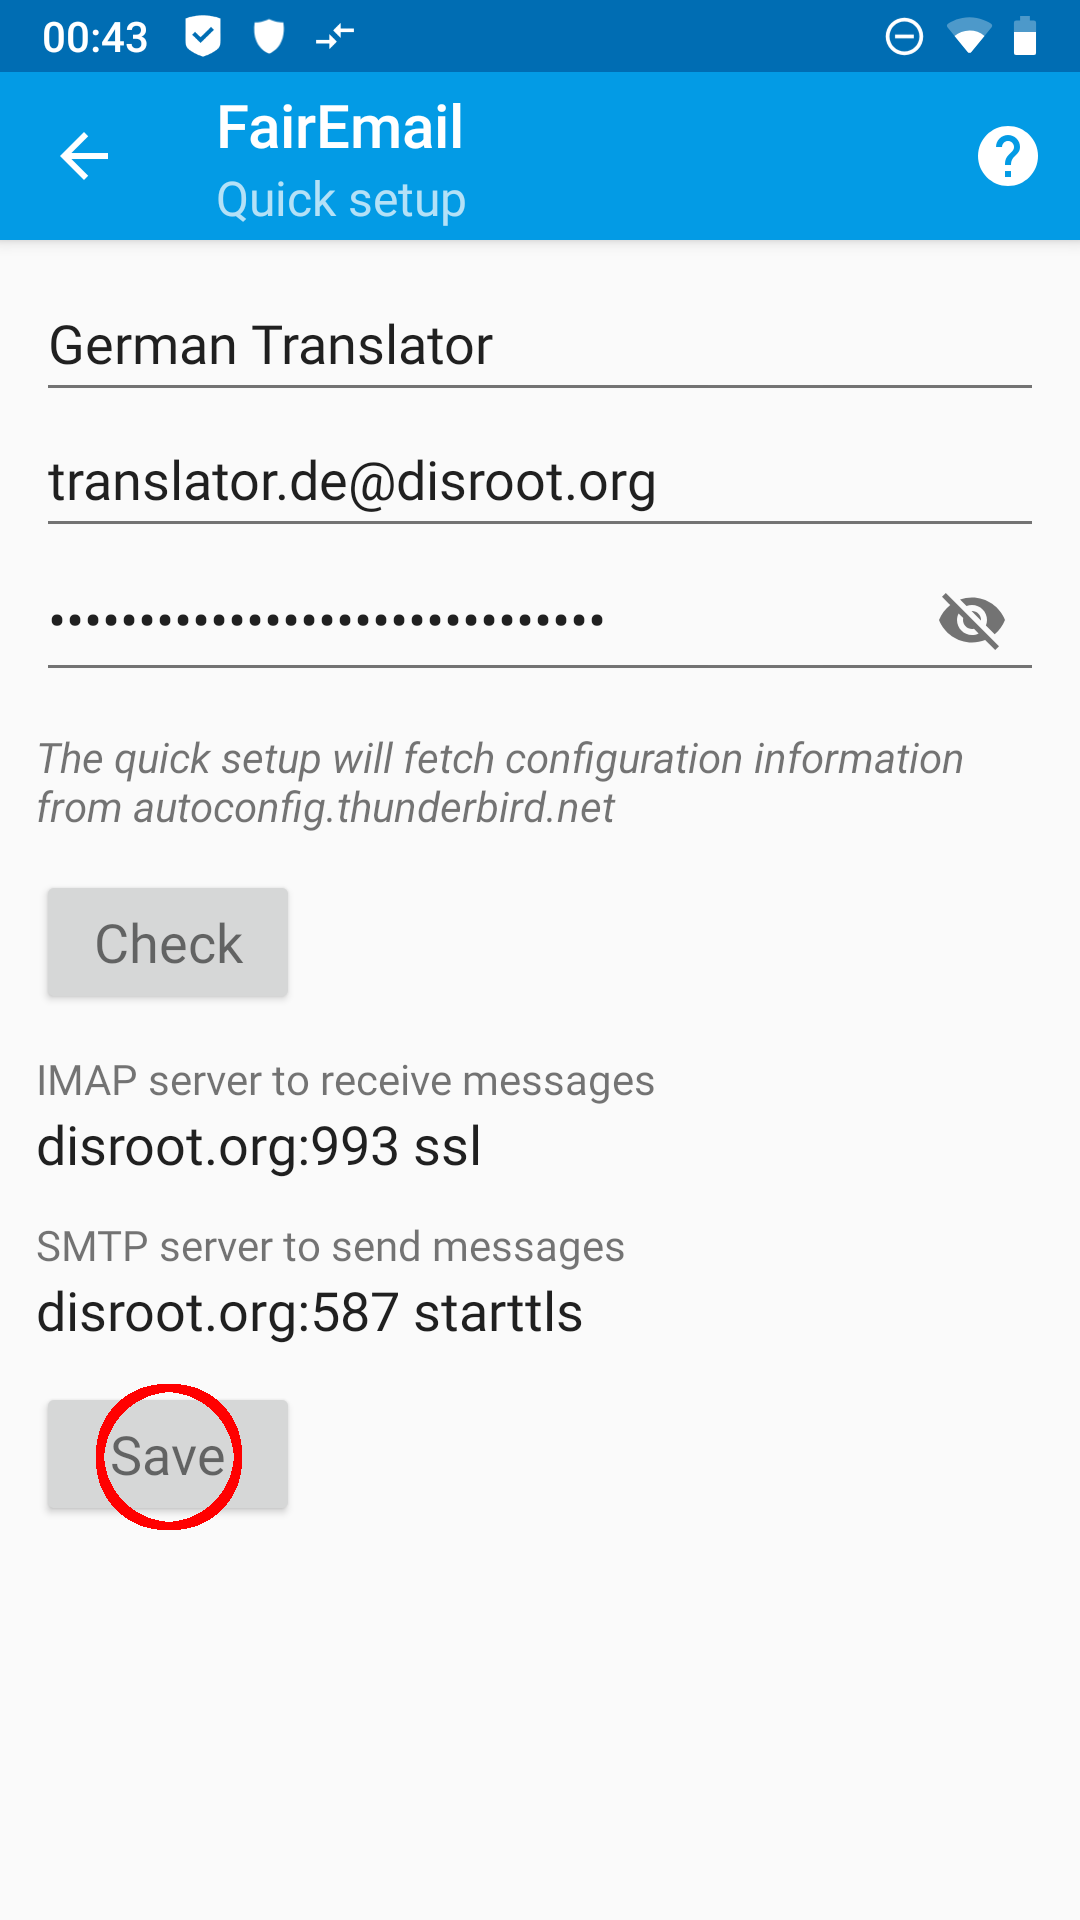 00:43
FairEmail
Quick setup
German Translator
translator.de@disroot.org
•••••••••••••••••••••••••••••••
The quick setup will fetch configuration information
from autoconfig.thunderbird.net
Check
IMAP server to receive messages
disroot.org:993 ssl
SMTP server to send messages
disroot.org:587 starttls
Save